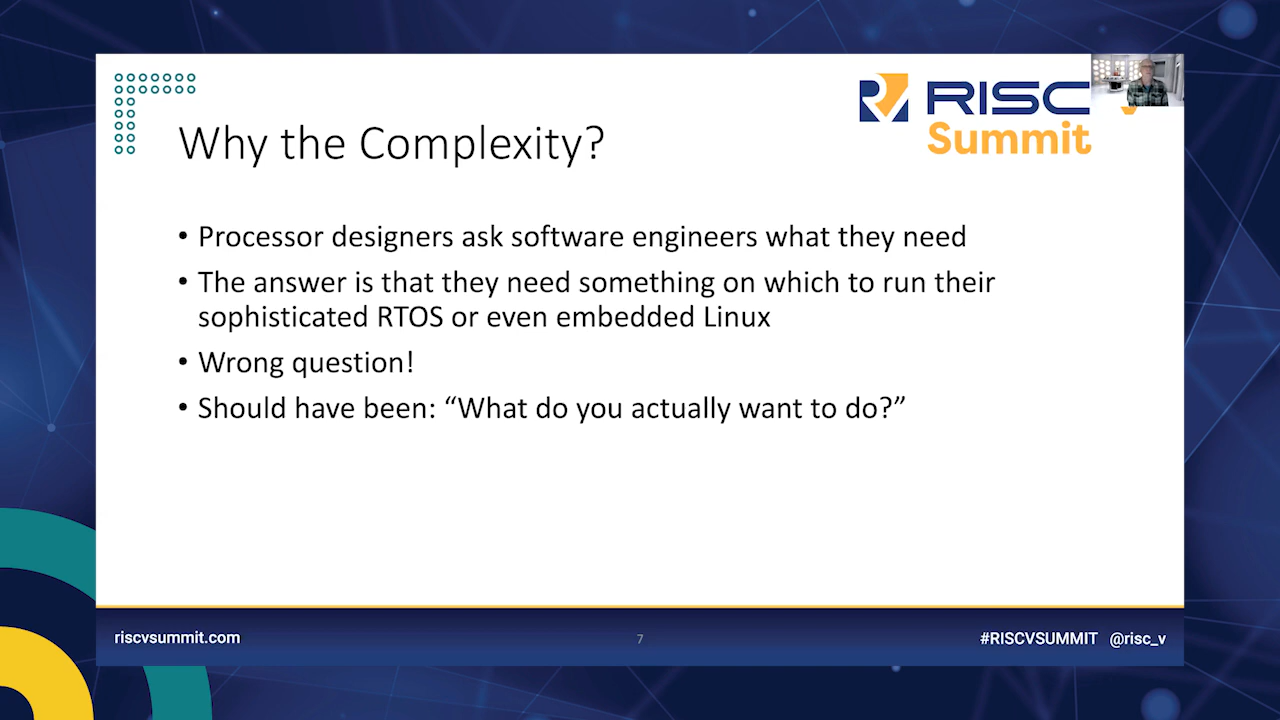 RISC
Summit
Why the Complexity?
• Processor designers ask software engineers what they need
• The answer is that they need something on which to run their
sophisticated RTOS or even embedded Linux
• Wrong question!
• Should have been: “What do you actually want to do?”
riscvsummit.com
7
#RISCVSUMMIT @risc_v